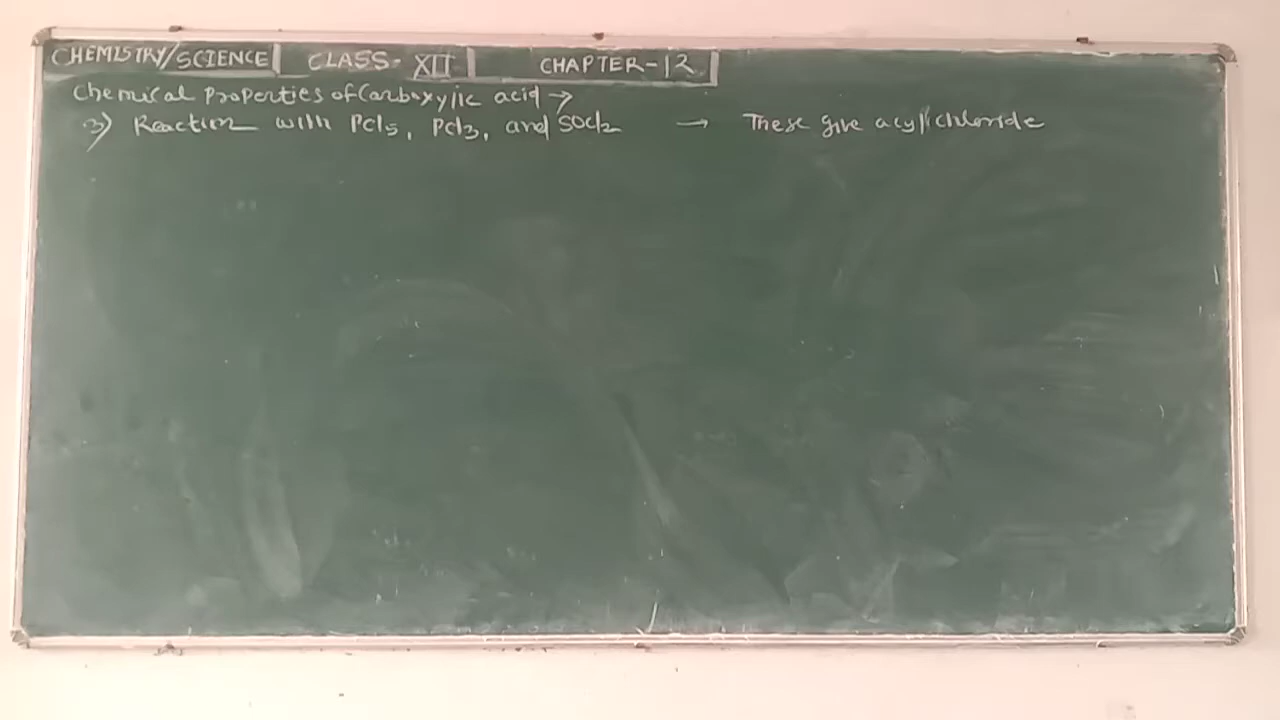 CHEMISTRY/SCIENCE| CLASS- XII | CHAPTER-12
Chemical Properties of Carboxylic acid →
3) Reaction with PCl5, PCl3, and SOCl2 → These give acyl chloride